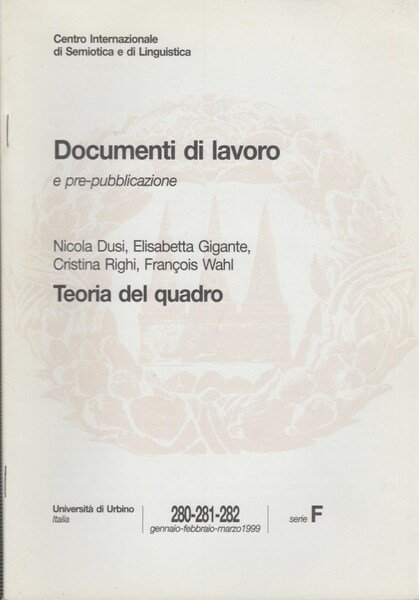 Centro Internazionale
di Semiotica e di Linguistica
Documenti di lavoro
e pre-pubblicazione
Nicola Dusi, Elisabetta Gigante,
Cristina Righi, François Wahl
Teoria del quadro
Università di Urbino
Italia
280-281-282
gennaio-febbraio-marzo1999
serie F